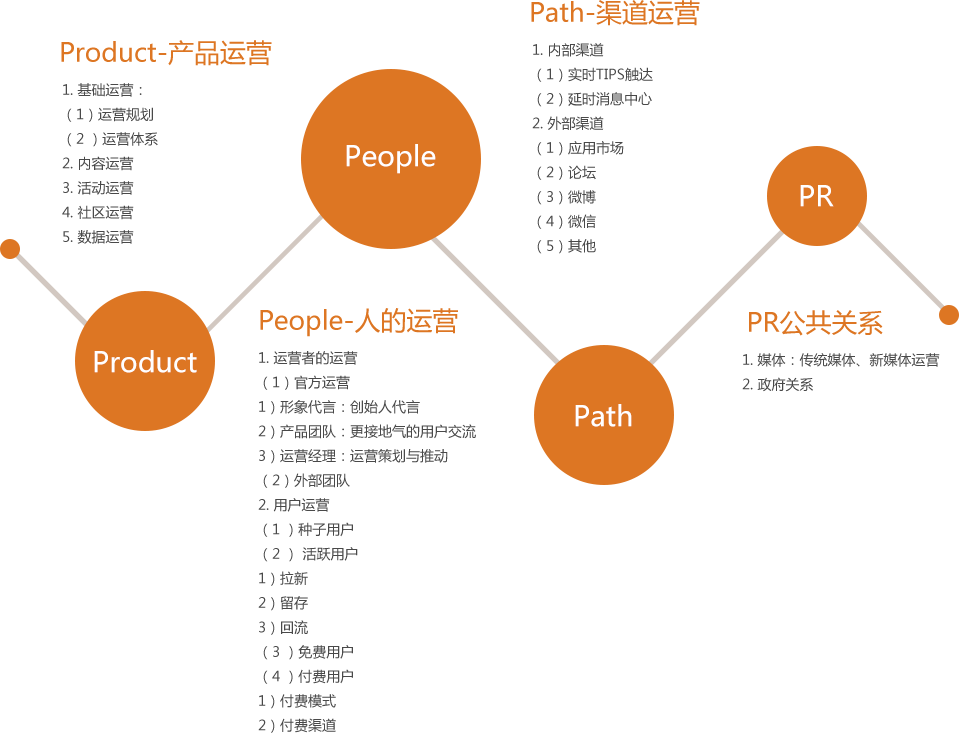 Product-产品运营
1. 基础运营：
（1）运营规划
（2 ）运营体系
2. 内容运营
3. 活动运营
4. 社区运营
5. 数据运营
Product
People
People-人的运营
1. 运营者的运营
（1）官方运营
1）形象代言：创始人代言
2）产品团队：更接地气的用户交流
3）运营经理：运营策划与推动
（2）外部团队
2. 用户运营
（1 ）种子用户
（2 ） 活跃用户
1）拉新
2）留存
3）回流
（3 ）免费用户
（4 ）付费用户
1）付费模式
2）付费渠道
Path-渠道运营
1. 内部渠道
（1）实时TIPS触达
（2）延时消息中心
2. 外部渠道
（1）应用市场
（2）论坛
（3）微博
（4）微信
（5）其他
Path
PR
PR公共关系
1. 媒体：传统媒体、新媒体运营
2. 政府关系